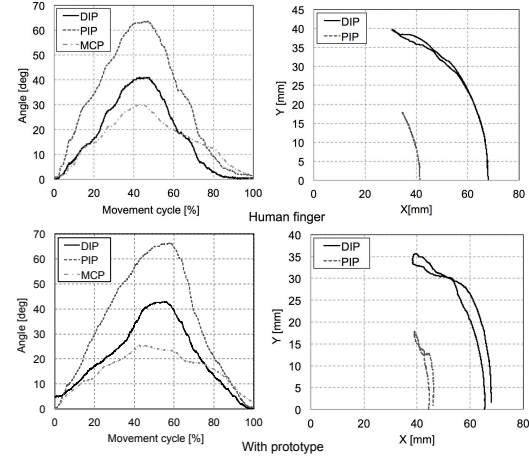 70
60
50
40
30
20
10
0
Angle [deg]
DIP
PIP
MCP
0 20 40 60 80 100
Movement cycle [%]
45
40
35
30
25
20
15
10
5
0
Y [mm]
DIP
PIP
0 20 40 60 80
X[mm]
Human finger
70
60
50
40
30
20
10
0
Angle [deg]
DIP
PIP
MCP
0 20 40 60 80 100
Movement cycle [%]
40
35
30
25
20
15
10
5
0
Y [mm]
DIP
PIP
0 20 40 60 80
X [mm]
With prototype